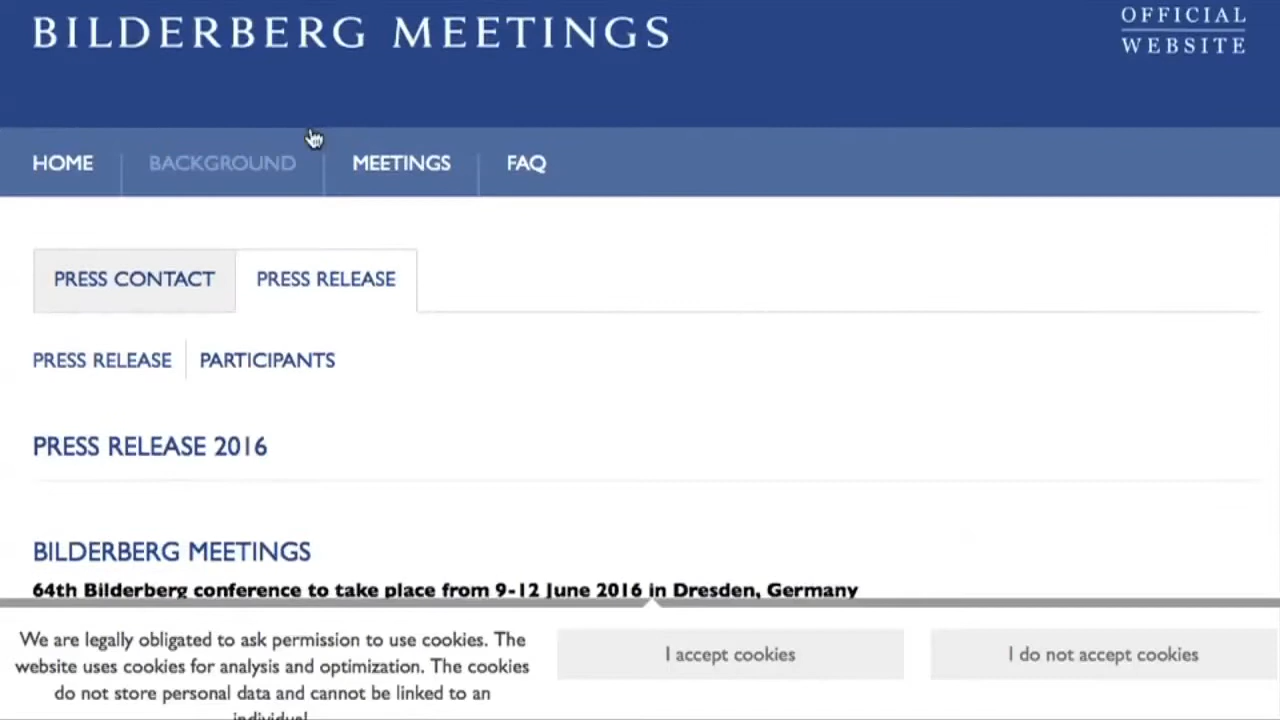 BILDERBERG MEETINGS
OFFICIAL
WEBSITE
HOME
BACKGROUND
MEETINGS
FAQ
PRESS CONTACT
PRESS RELEASE
PRESS RELEASE
PARTICIPANTS
PRESS RELEASE 2016
BILDERBERG MEETINGS
64th Bilderberg conference to take place from 9-12 June 2016 in Dresden, Germany
We are legally obligated to ask permission to use cookies. The
website uses cookies for analysis and optimization. The cookies
do not store personal data and cannot be linked to an
individual.
I accept cookies
I do not accept cookies